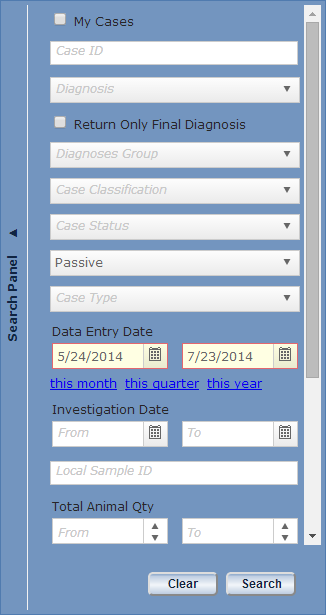 My Cases
Case ID
Diagnosis
Return Only Final Diagnosis
Diagnoses Group
Case Classification
Case Status
Passive
Case Type
Data Entry Date
5/24/2014 7/23/2014
this month this quarter this year
Investigation Date
From To
Local Sample ID
Total Animal Qty
From To
Clear Search
Search Panel